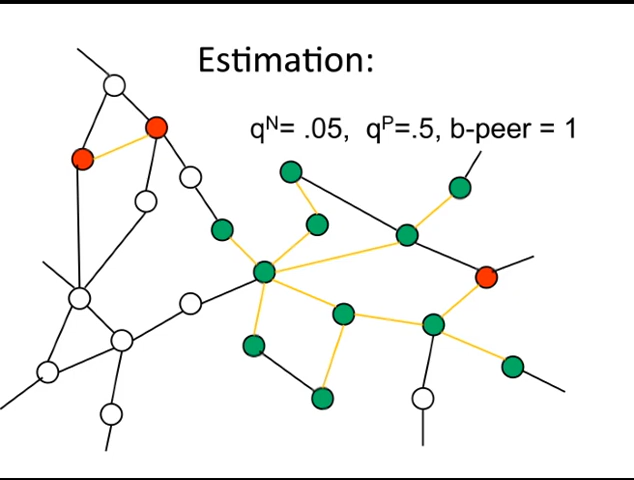 Estimation:
qᴺ= .05, qᴾ=.5, b-peer = 1